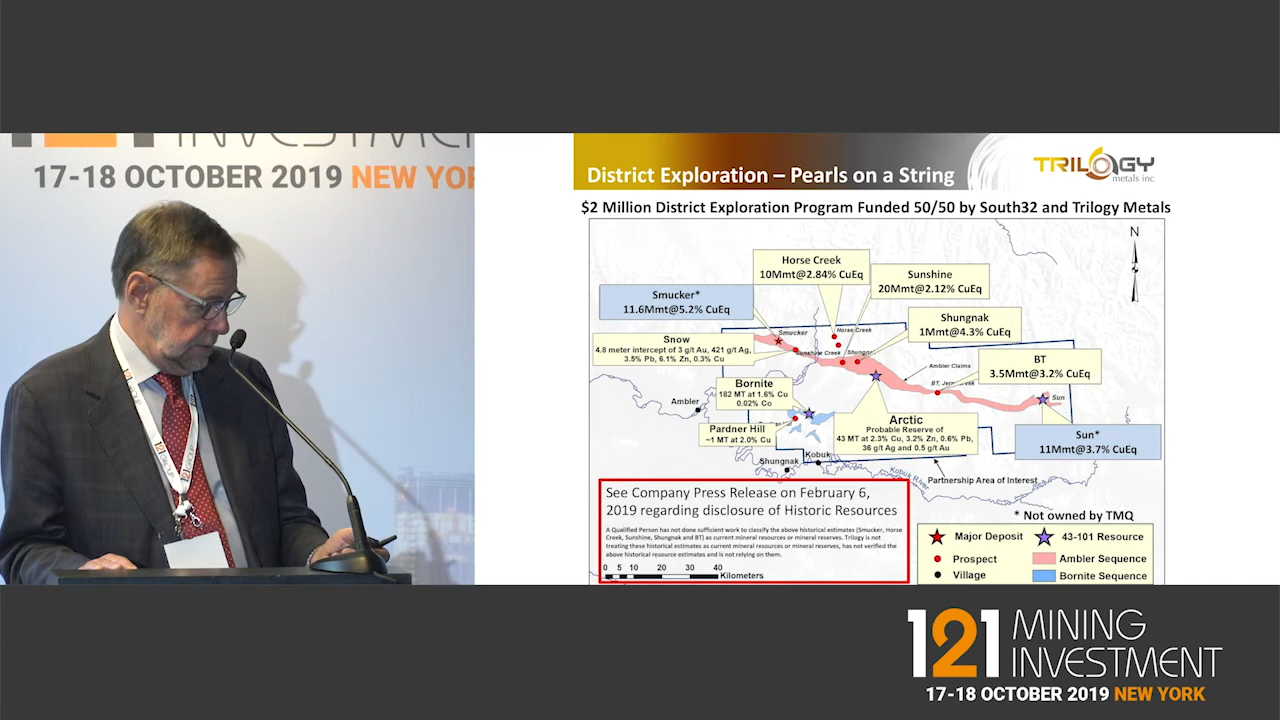 121 INVESTMENT
17-18 OCTOBER 2019 NEW YOR
District Exploration – Pearls on a String
TRILOGY
metals inc
$2 Million District Exploration Program Funded 50/50 by South32 and Trilogy Metals
N
Horse Creek
10Mmt@2.84% CuEq
Sunshine
20Mmt@2.12% CuEq
Smucker*
11.6Mmt@5.2% CuEq
Shungnak
1Mmt@4.3% CuEq
Smucker
Horse Creek
Snow
4.8 meter intercept of 3 g/t Au, 421 g/t Ag,
3.5% Pb, 6.1% Zn, 0.3% Cu
Sunshine Creek
BT
3.5Mmt@3.2% CuEq
Ambler Claims
Bornite
182 MT at 1.6% Cu
0.02% Co
Sun
Ambler
Arctic
Probable Reserve of
43 MT at 2.3% Cu, 3.2% Zn, 0.6% Pb,
36 g/t Ag and 0.5 g/t Au
Pardner Hill
~1 MT at 2.0% Cu
Sun*
11Mmt@3.7% CuEq
Kobuk
Shungnak
Kobuk River
Partnership Area of Interest
See Company Press Release on February 6,
2019 regarding disclosure of Historic Resources
A Qualified Person has not done sufficient work to classify the above historical estimates (Smucker, Horse
Creek, Sunshine, Shungnak and BT) as current mineral resources or mineral reserves. Trilogy is not
treating these historical estimates as current mineral resources or mineral reserves, has not verified the
above historical resource estimates and is not relying on them.
0 5 10 20 30 40
Kilometers
* Not owned by TMQ
Major Deposit
43-101 Resource
Prospect
Ambler Sequence
Village
Bornite Sequence
121 MINING
INVESTMENT
17-18 OCTOBER 2019 NEW YORK